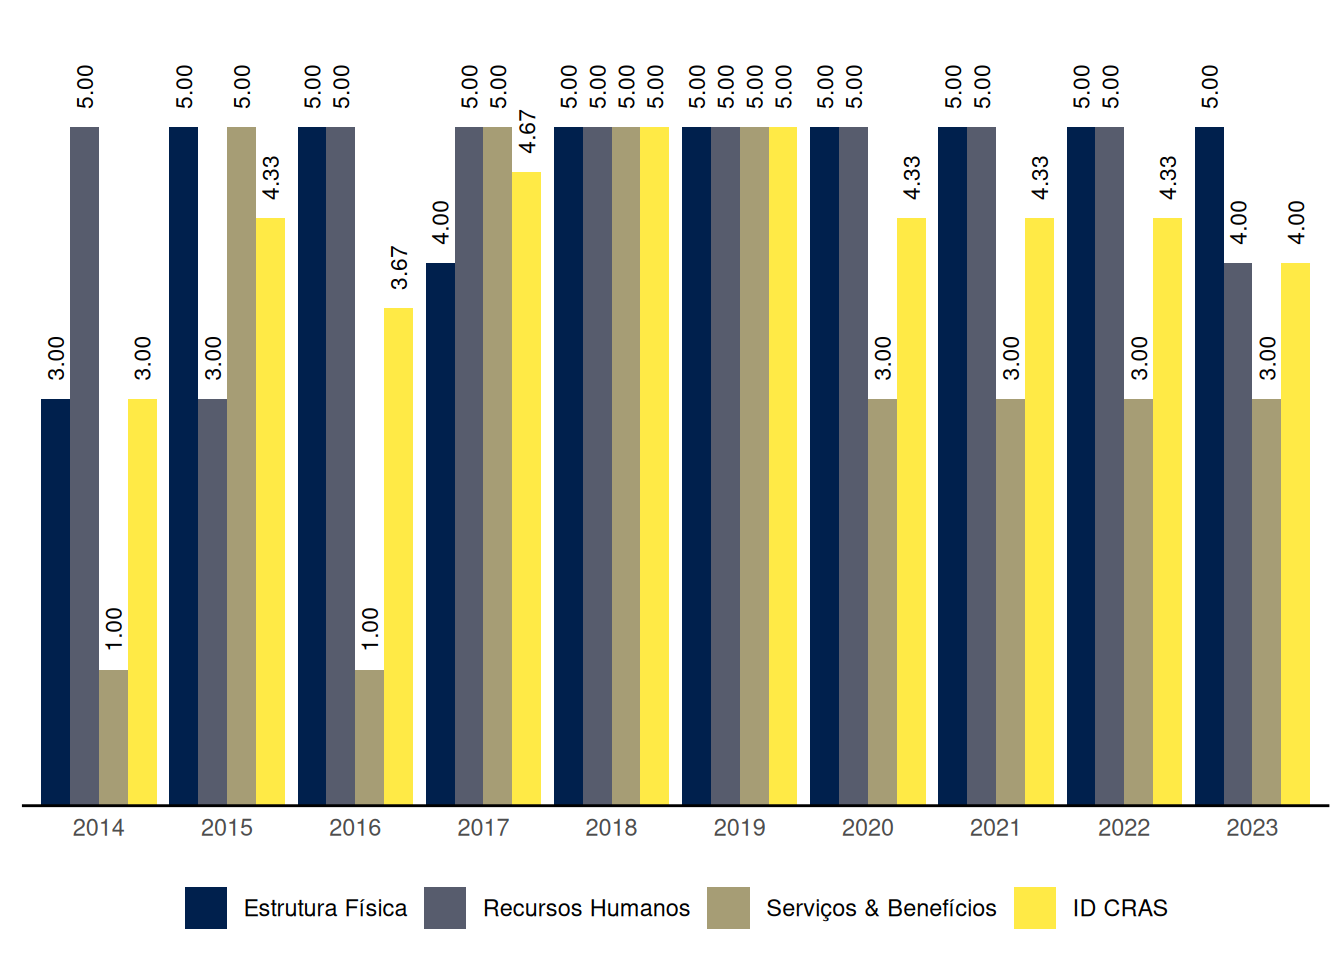 5.00 5.00 5.00 5.00 5.00 5.00 5.00 5.00 5.00 5.00 5.00 5.00 5.00 5.00 5.00 5.00 5.00 5.00 5.00 5.00 5.00 5.00
4.67
4.33 4.33 4.33 4.33
4.00 4.00 4.00
3.67
3.00 3.00 3.00 3.00 3.00 3.00 3.00
1.00 1.00
2014 2015 2016 2017 2018 2019 2020 2021 2022 2023
Estrutura Física Recursos Humanos Serviços & Benefícios ID CRAS